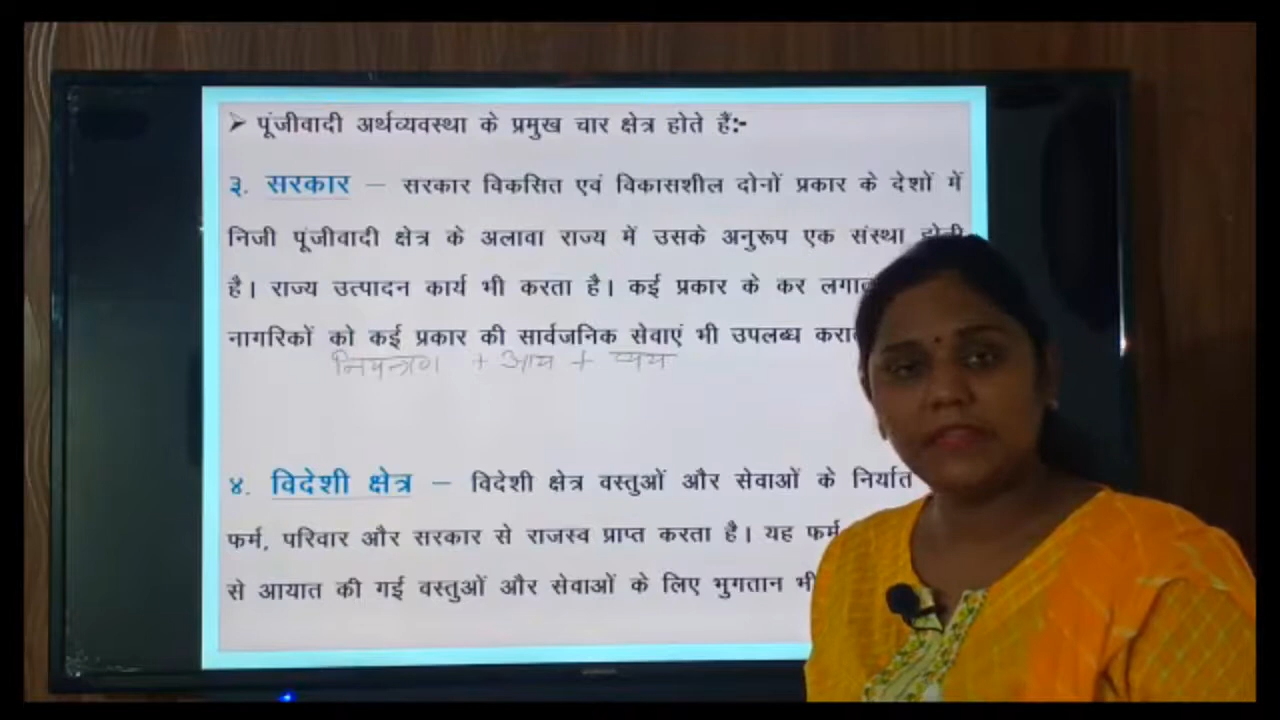 ➤ पूंजीवादी अर्थव्यवस्था के प्रमुख चार क्षेत्र होते हैं:-
३. सरकार – सरकार विकसित एवं विकासशील दोनों प्रकार के देशों में
निजी पूंजीवादी क्षेत्र के अलावा राज्य में उसके अनुरूप एक संस्था होती
है। राज्य उत्पादन कार्य भी करता है। कई प्रकार के कर
नागरिकों को कई प्रकार की सार्वजनिक सेवाएं भी उपलब्ध
नियन्त्रण + आय + व्यय
४. विदेशी क्षेत्र – विदेशी क्षेत्र वस्तुओं और सेवाओं के निर्यात
फर्म, परिवार और सरकार से राजस्व प्राप्त करता है। यह फर्म
से आयात की गई वस्तुओं और सेवाओं के लिए भुगतान भी